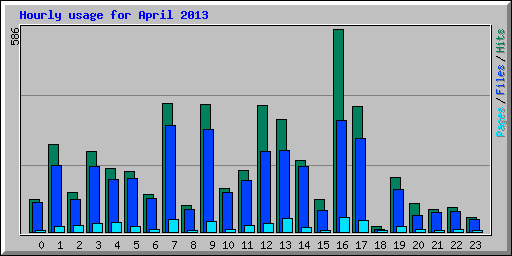 Hourly usage for April 2013
586
Pages / Files / Hits
0 1 2 3 4 5 6 7 8 9 10 11 12 13 14 15 16 17 18 19 20 21 22 23